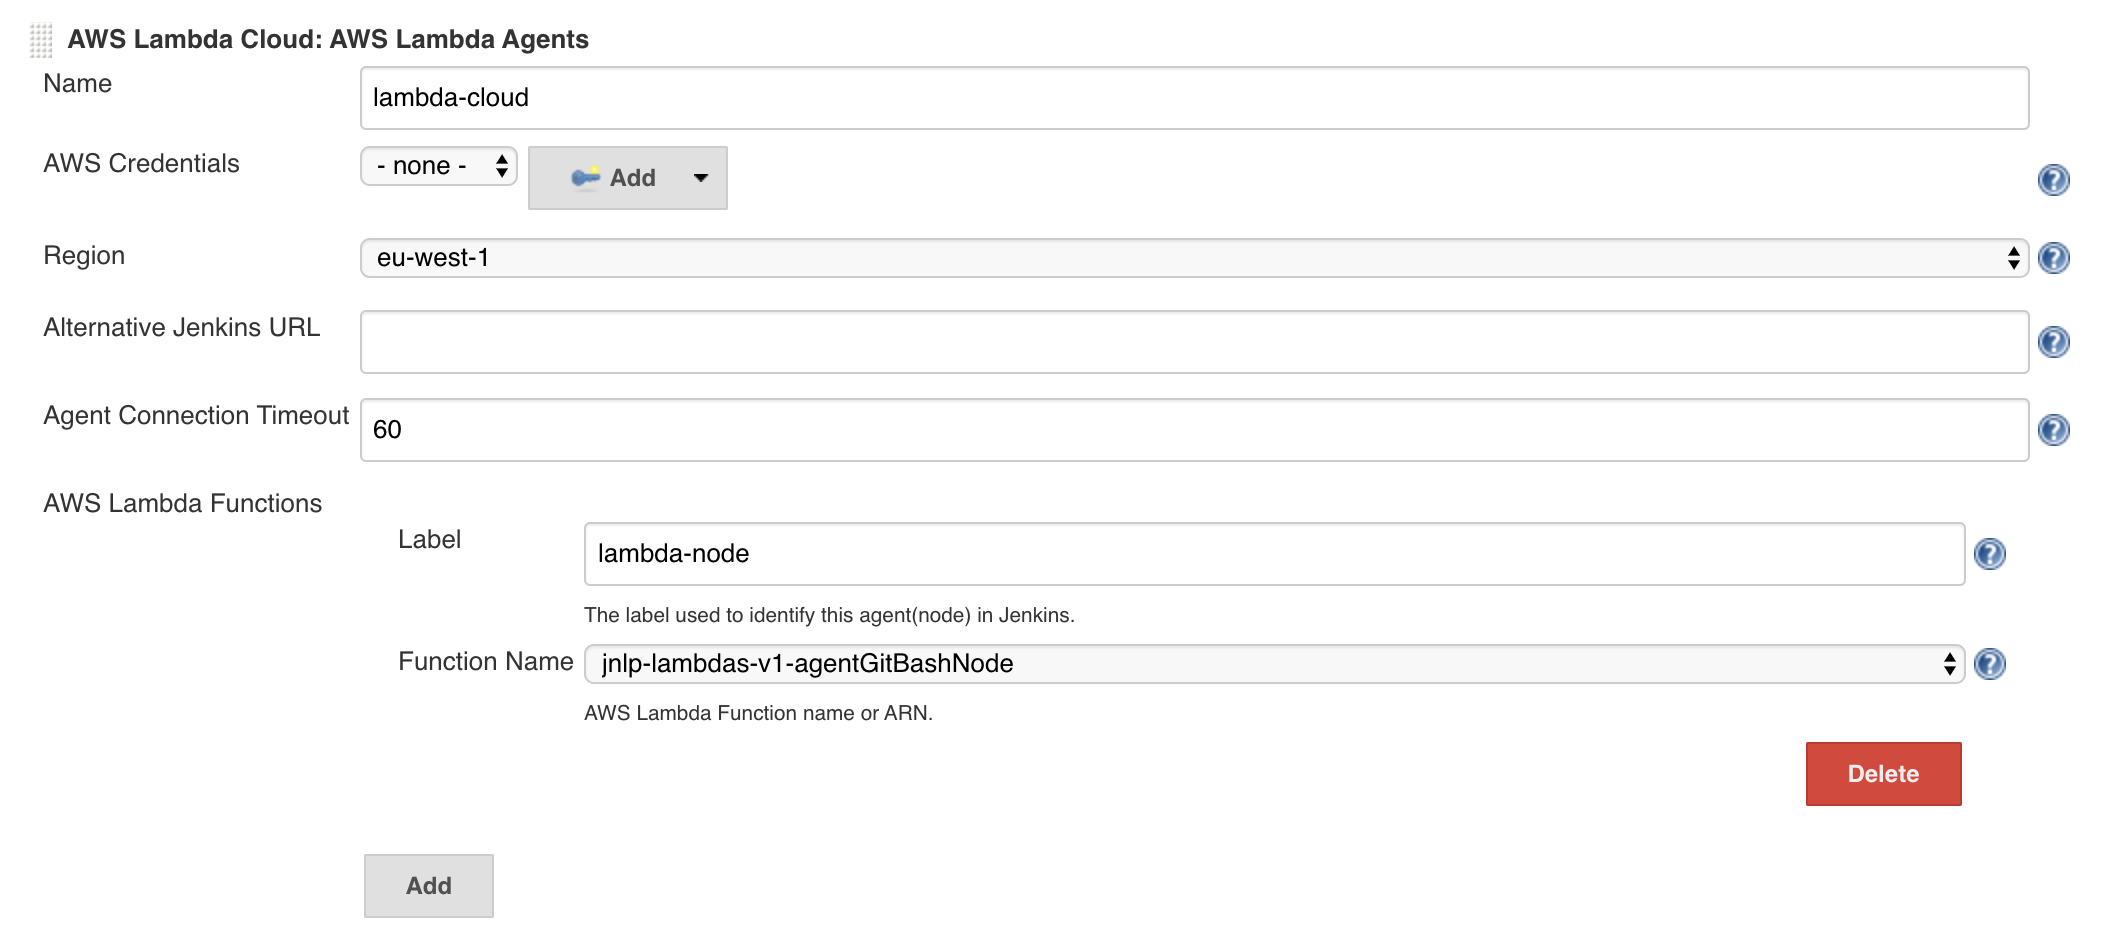 AWS Lambda Cloud: AWS Lambda Agents
Name
lambda-cloud
AWS Credentials
- none -
Add
Region
eu-west-1
Alternative Jenkins URL
Agent Connection Timeout
60
AWS Lambda Functions
Label
lambda-node
The label used to identify this agent(node) in Jenkins.
Function Name
jnlp-lambdas-v1-agentGitBashNode
AWS Lambda Function name or ARN.
Delete
Add